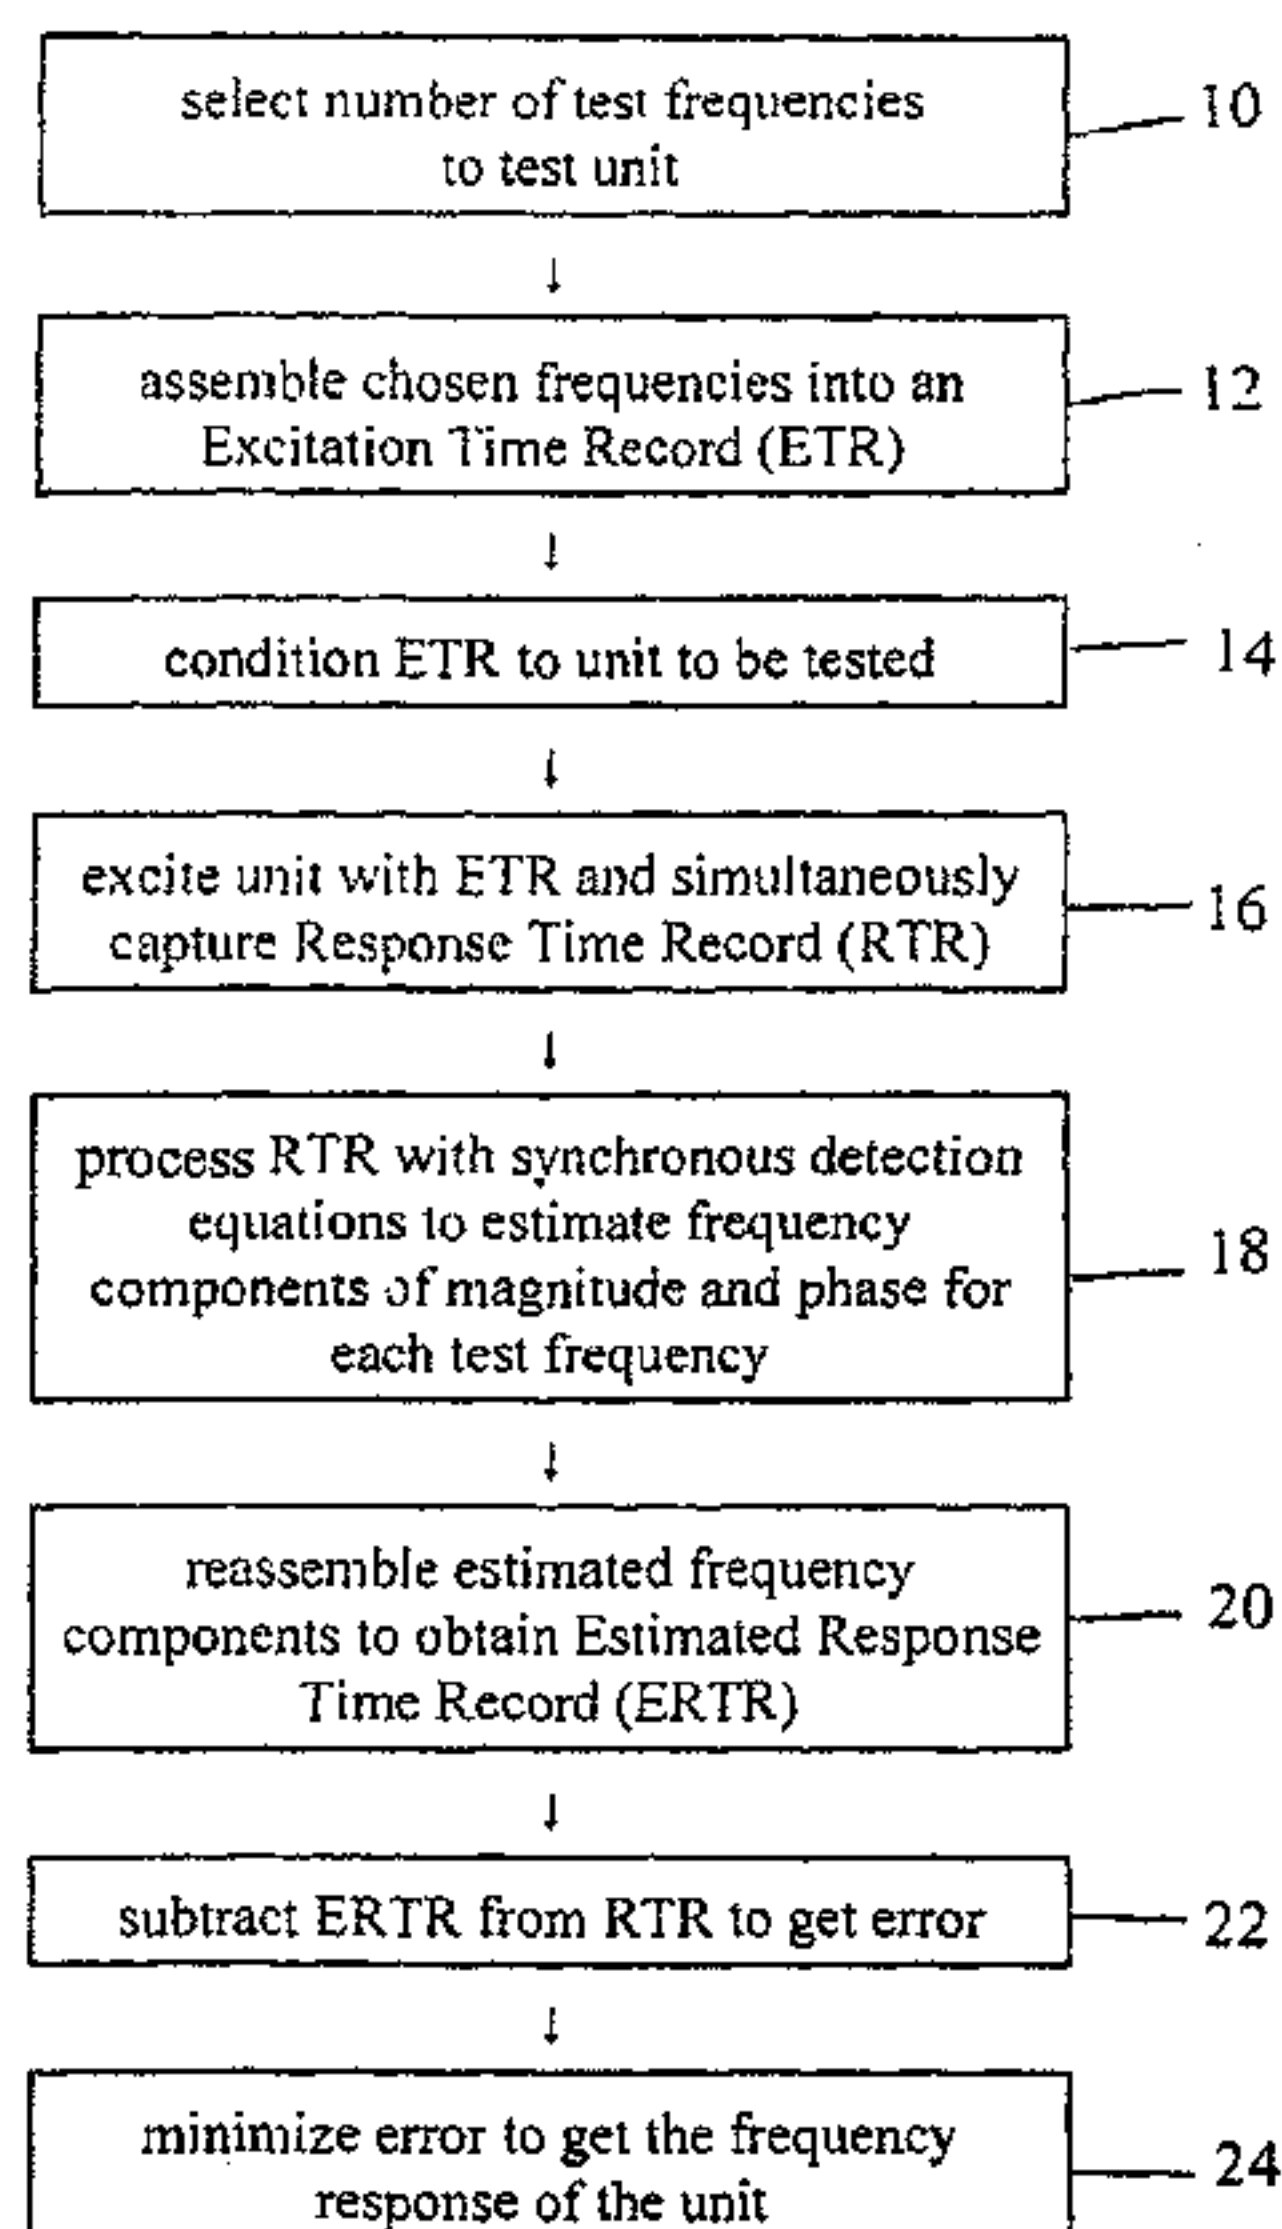 select number of test frequencies
to test unit
10
assemble chosen frequencies into an
Excitation Time Record (ETR)
12
condition ETR to unit to be tested
14
excite unit with ETR and simultaneously
capture Response Time Record (RTR)
16
process RTR with synchronous detection
equations to estimate frequency
components of magnitude and phase for
each test frequency
18
reassemble estimated frequency
components to obtain Estimated Response
Time Record (ERTR)
20
subtract ERTR from RTR to get error
22
minimize error to get the frequency
response of the unit
24